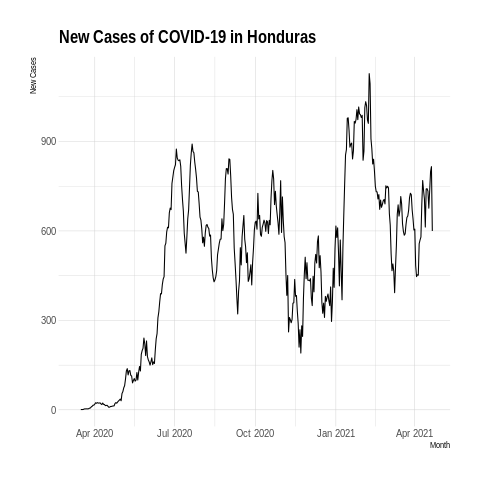 New Cases of COVID-19 in Honduras
New Cases
900
600
300
0
Apr 2020 Jul 2020 Oct 2020 Jan 2021 Apr 2021
Month